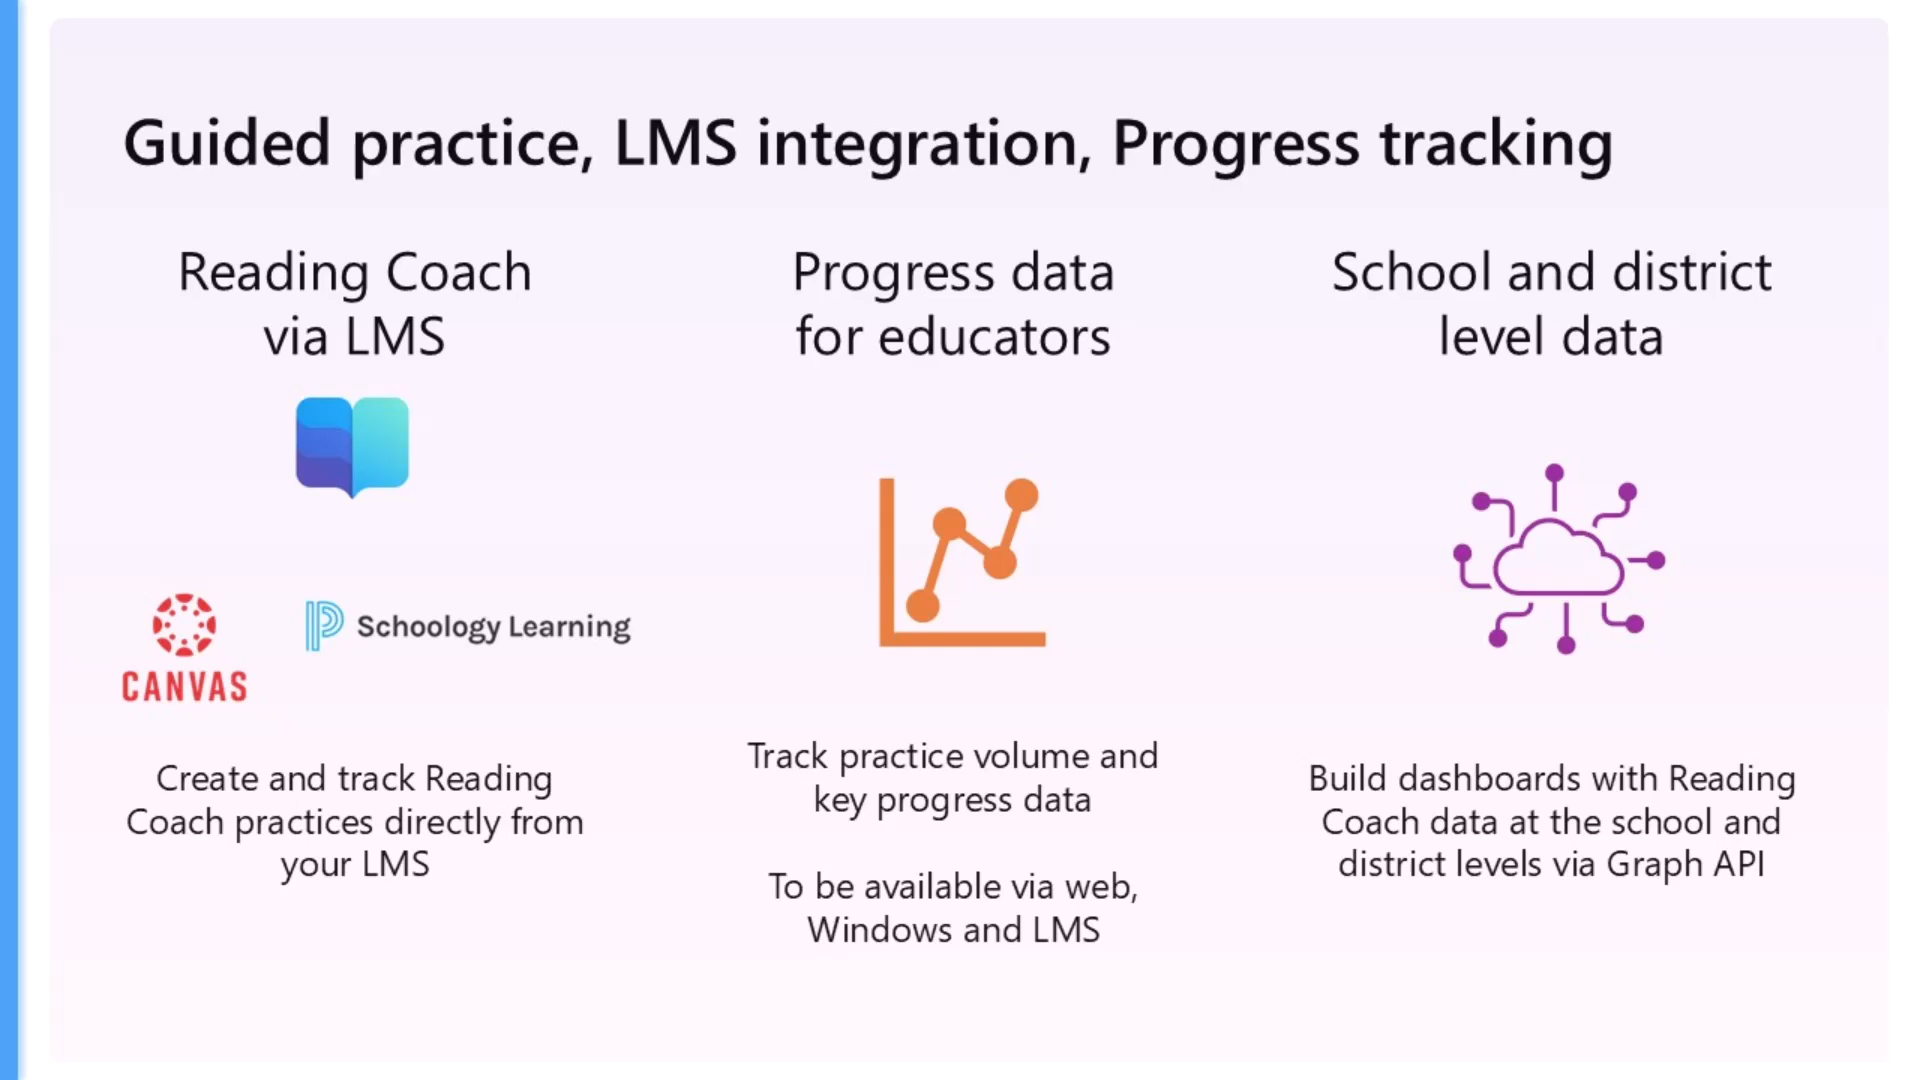 Guided practice, LMS integration, Progress tracking
Reading Coach
via LMS
CANVAS
Schoology Learning
Create and track Reading
Coach practices directly from
your LMS
Progress data
for educators
Track practice volume and
key progress data
To be available via web,
Windows and LMS
School and district
level data
Build dashboards with Reading
Coach data at the school and
district levels via Graph API